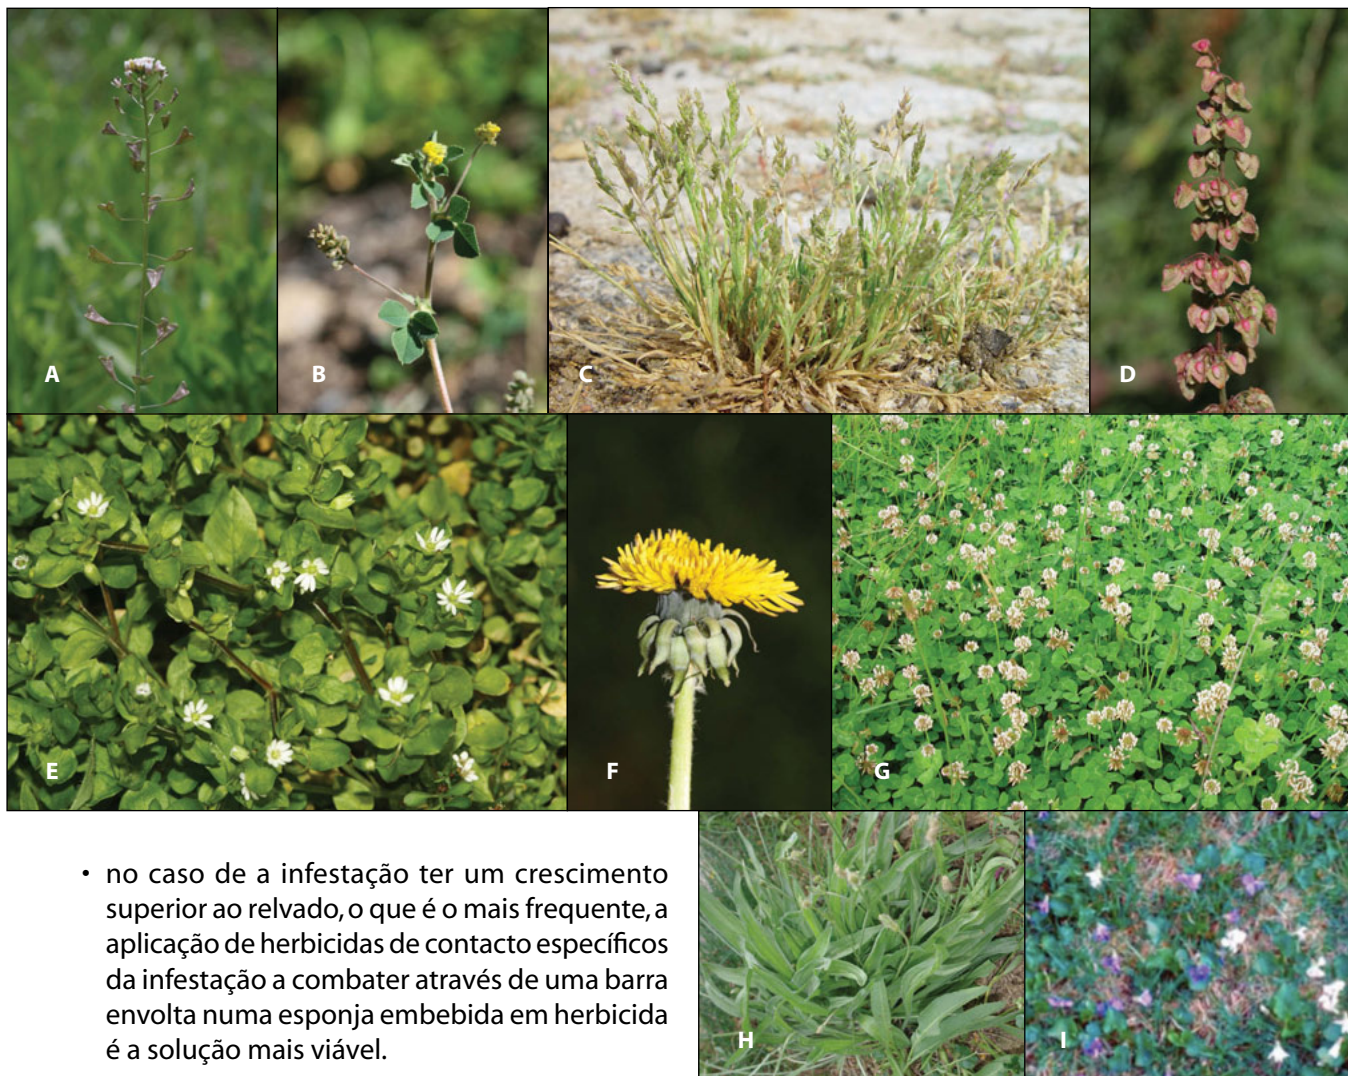 A
B
C
D
E
F
G
• no caso de a infestação ter um crescimento
superior ao relvado, o que é o mais frequente, a
aplicação de herbicidas de contacto específicos
da infestação a combater através de uma barra
envolta numa esponja embebida em herbicida
é a solução mais viável.
H
I